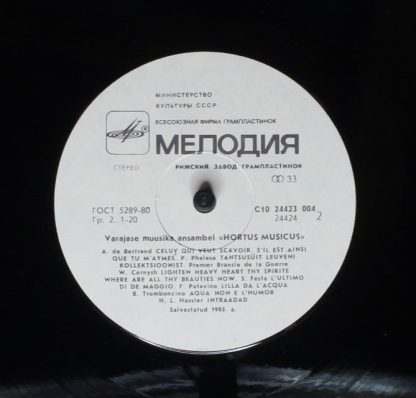 МИНИСТЕРСТВО
КУЛЬТУРЫ СССР
ВСЕСОЮЗНАЯ ФИРМА ГРАМПЛАСТИНОК
МЕЛОДИЯ
СТЕРЕО
РИЖСКИЙ ЗАВОД ГРАМПЛАСТИНОК
33
ГОСТ 5289-80
Гр. 2. 1-20
С10 24423 004
24424
2
Varajase muusika ansambel «HORTUS MUSICUS»
A. de Bertrand CELUY QUI VEUT SCAVOIR, S'IL EST AINSI
QUE TU M'AYMES. P. Phalese TANTSUSÜIT LEUVENI
KOLLEKTSIOONIST. Premier Bransle de la Guerre
W. Cornysh LIGHTEN HEAVY HEART THY SPIRITE
WHERE ARE ALL THY BEAUTIES NOW. S. Festa L'ULTIMO
DI DE MAGGIO. F. Patavino LILLA DA L'ACQUA
B. Tromboncino AQUA NON E L'HUMOR
H. L. Hassler INTRAADAD
Salvestatud 1985. a.